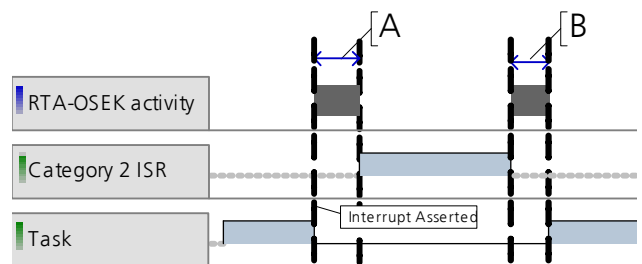 A
B
RTA-OSEK activity
Category 2 ISR
Interrupt Asserted
Task